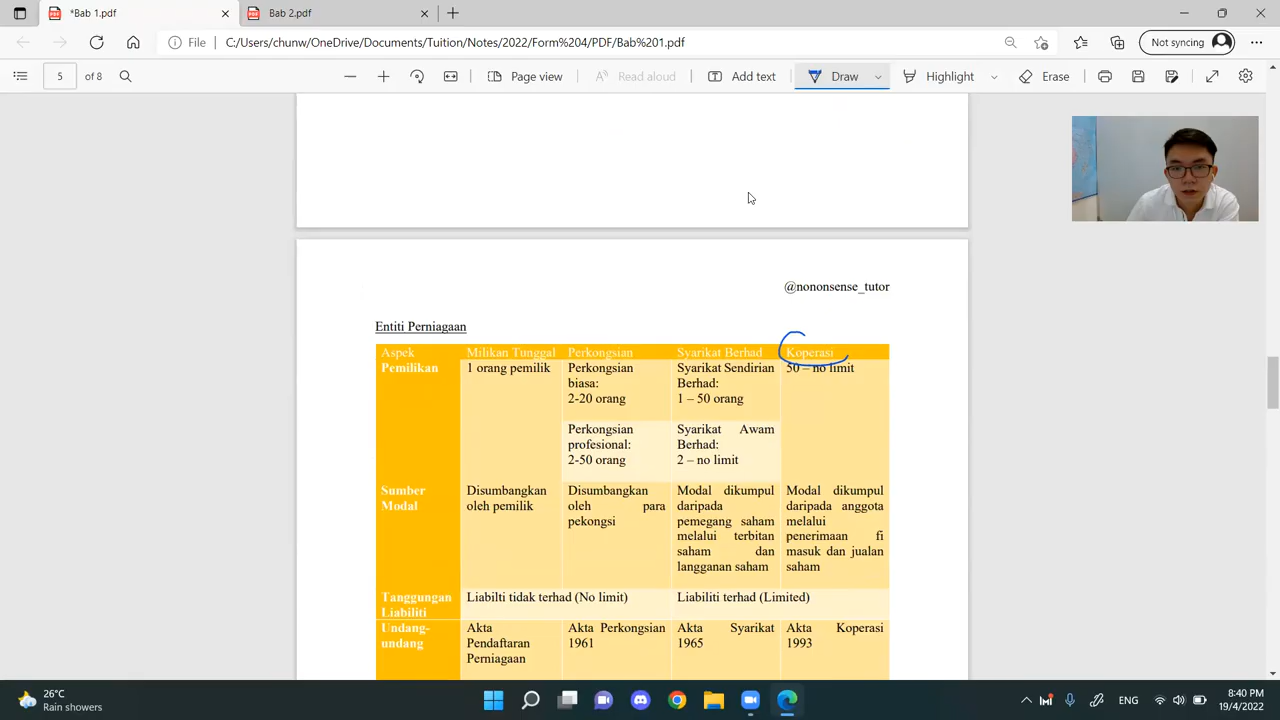 *Bab 1.pdf
Bab 2.pdf
File
C:/Users/chunw/OneDrive/Documents/Tuition/Notes/2022/Form%204/PDF/Bab%201.pdf
Not syncing
5
of 8
Page view
Read aloud
Add text
Draw
Highlight
Erase
@nononsense_tutor
Entiti Perniagaan
Aspek
Milikan Tunggal
Perkongsian
Syarikat Berhad
Koperasi
Pemilikan
1 orang pemilik
Perkongsian
biasa:
2-20 orang
Perkongsian
profesional:
2-50 orang
Syarikat Sendirian
Berhad:
1 – 50 orang
Syarikat Awam
Berhad:
2 – no limit
50 – no limit
Sumber
Modal
Disumbangkan
oleh pemilik
Disumbangkan
oleh para
pekongsi
Modal dikumpul
daripada
pemegang saham
melalui terbitan
saham dan
langganan saham
Modal dikumpul
daripada anggota
melalui
penerimaan fi
masuk dan jualan
saham
Tanggungan
Liabiliti
Liabilti tidak terhad (No limit)
Liabiliti terhad (Limited)
Undang-
undang
Akta
Pendaftaran
Perniagaan
Akta Perkongsian
1961
Akta Syarikat
1965
Akta Koperasi
1993
26°C
Rain showers
ENG
8:40 PM
19/4/2022